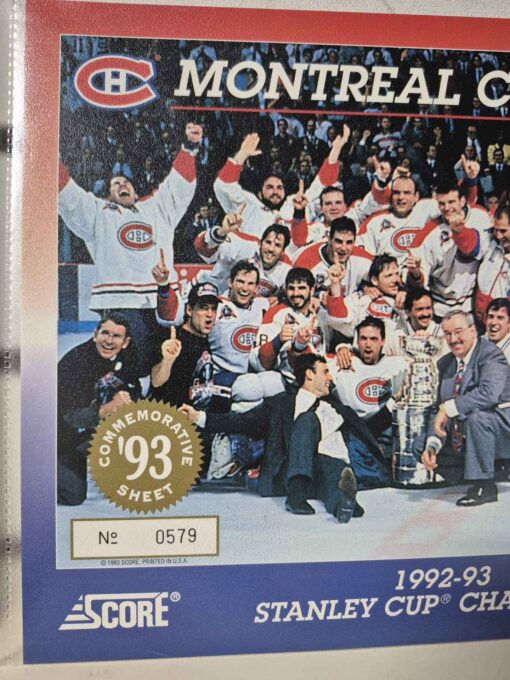 MONTREAL C
COMMEMORATIVE
'93
SHEET
Nº 0579
© 1993 SCORE, PRINTED IN U.S.A.
1992-93
SCORE®
STANLEY CUP® CHA